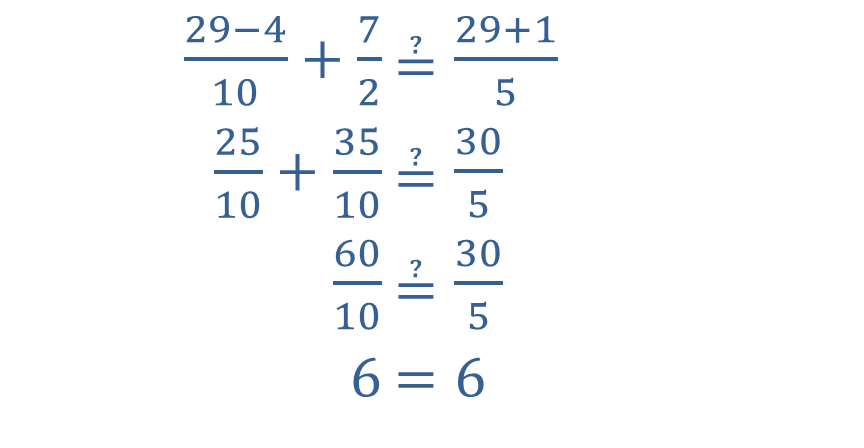 (29−4)/10 + 7/2 ≟ (29+1)/5
25/10 + 35/10 ≟ 30/5
60/10 ≟ 30/5
6 = 6